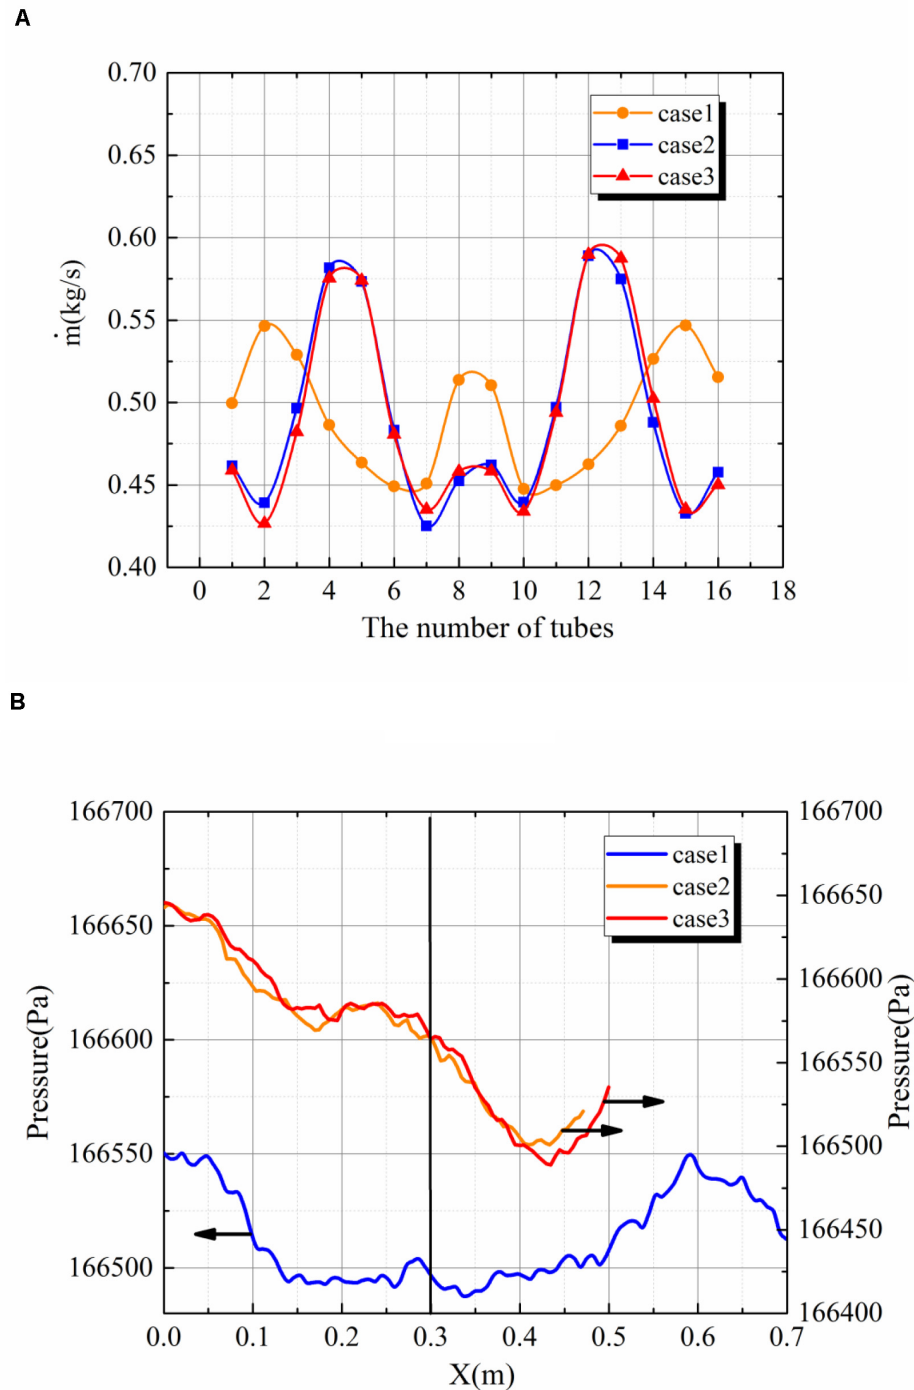 A
0.70
0.65
0.60
0.55
0.50
0.45
0.40
ṁ(kg/s)
case1
case2
case3
0 2 4 6 8 10 12 14 16 18
The number of tubes
B
166700
166650
166600
166550
166500
Pressure(Pa)
case1
case2
case3
166700
166650
166600
166550
166500
166450
166400
Pressure(Pa)
0.0 0.1 0.2 0.3 0.4 0.5 0.6 0.7
X(m)